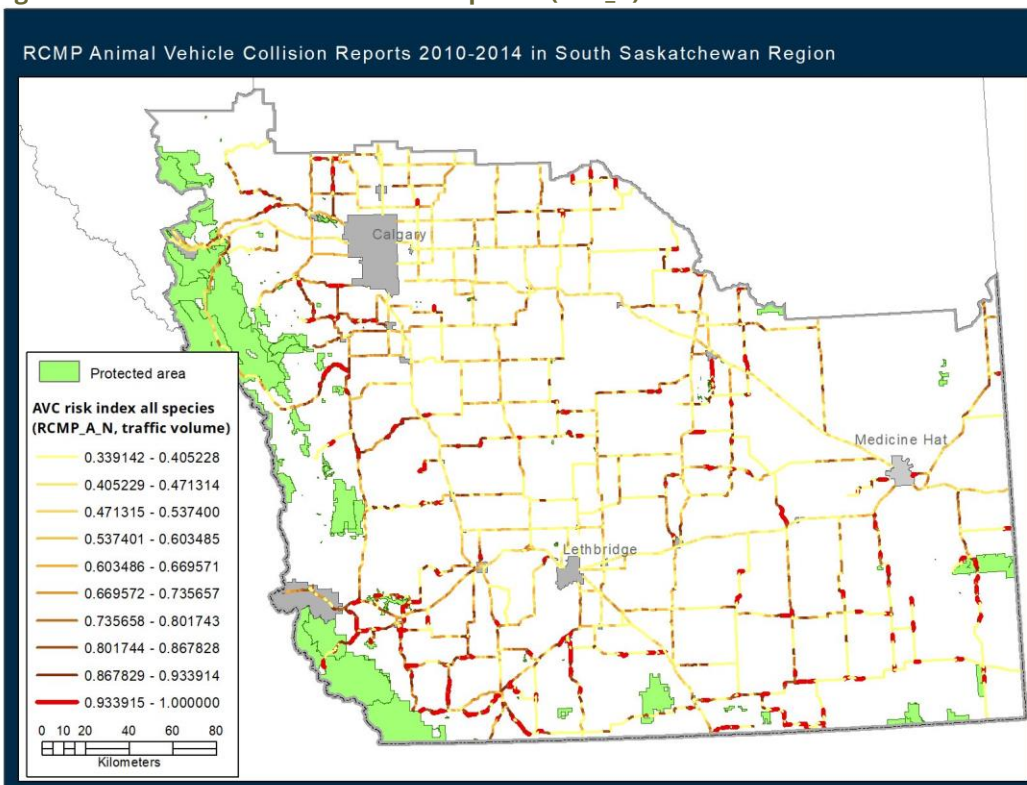 RCMP Animal Vehicle Collision Reports 2010-2014 in South Saskatchewan Region
Calgary
Medicine Hat
Lethbridge
Protected area
AVC risk index all species
(RCMP_A_N, traffic volume)
0.339142 - 0.405228
0.405229 - 0.471314
0.471315 - 0.537400
0.537401 - 0.603485
0.603486 - 0.669571
0.669572 - 0.735657
0.735658 - 0.801743
0.801744 - 0.867828
0.867829 - 0.933914
0.933915 - 1.000000
0 10 20 40 60 80
Kilometers